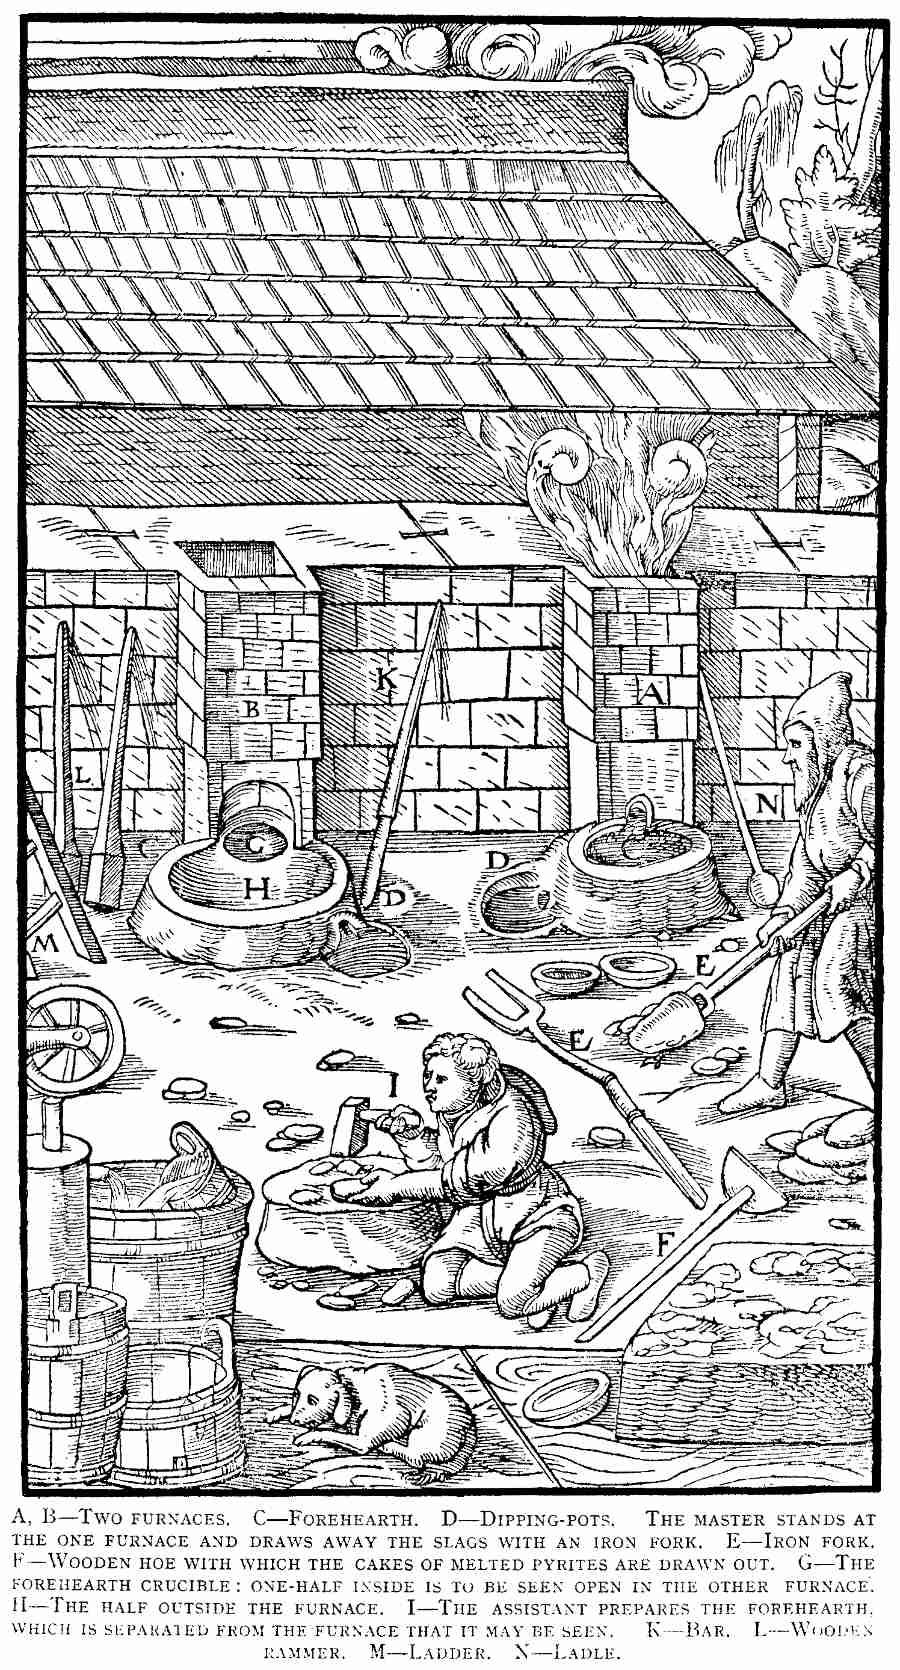 B
K
A
L
N
C
G
H
D
D
M
E
E
I
F
A, B—Two furnaces. C—Forehearth. D—Dipping-pots. The master stands at
the one furnace and draws away the slags with an iron fork. E—Iron fork.
F—Wooden hoe with which the cakes of melted pyrites are drawn out. G—The
forehearth crucible: one-half inside is to be seen open in the other furnace.
H—The half outside the furnace. I—The assistant prepares the forehearth,
which is separated from the furnace that it may be seen. K—Bar. L—Wooden
rammer. M—Ladder. N—Ladle.